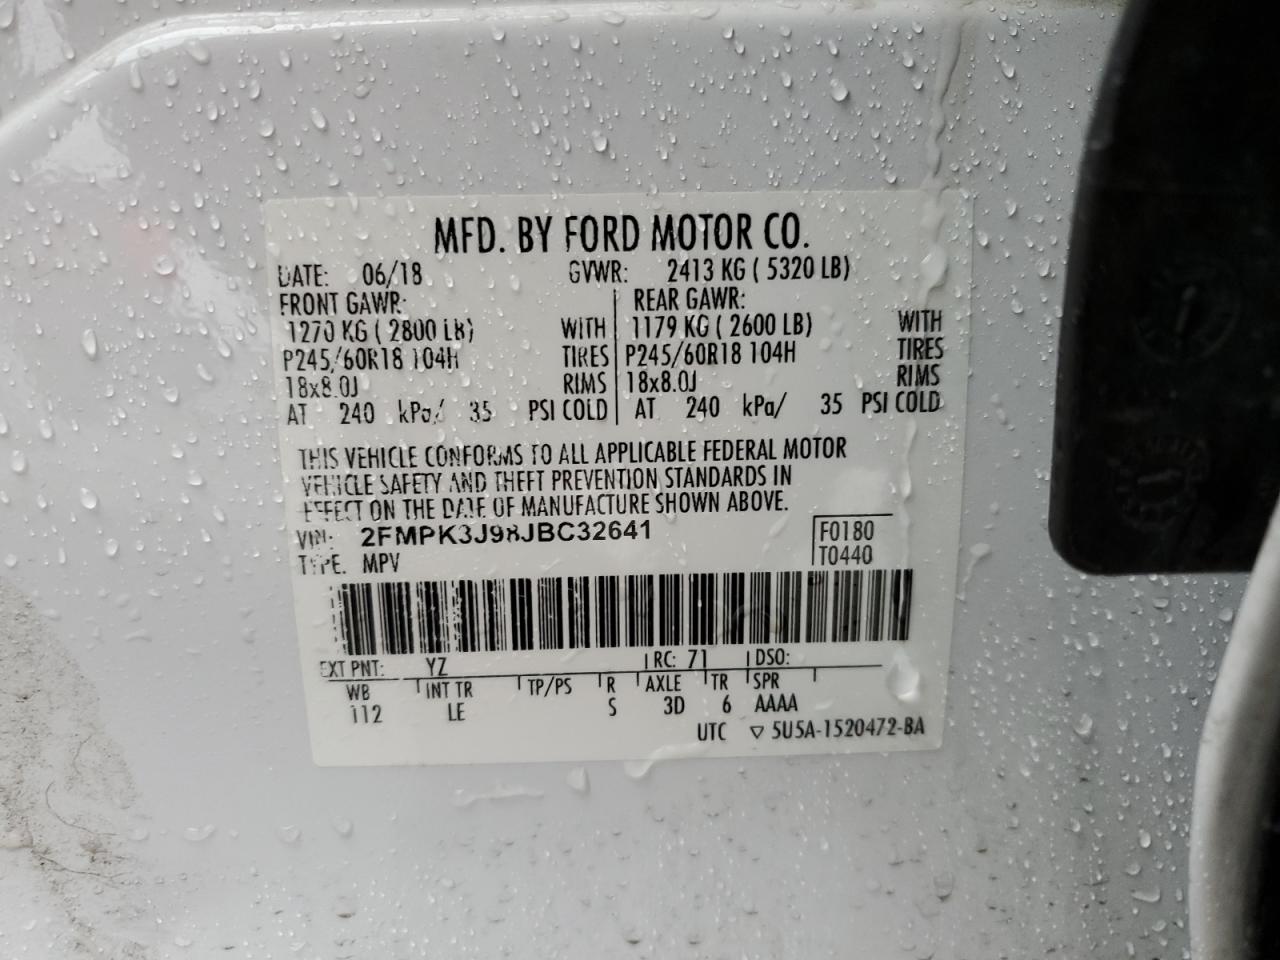 MFD. BY FORD MOTOR CO.
DATE: 06/18 GVWR: 2413 KG ( 5320 LB)
FRONT GAWR: REAR GAWR:
1270 KG ( 2800 LB) WITH 1179 KG ( 2600 LB) WITH
P245/60R18 104H TIRES P245/60R18 104H TIRES
18x8.0J RIMS 18x8.0J RIMS
AT 240 kPa/ 35 PSI COLD AT 240 kPa/ 35 PSI COLD
THIS VEHICLE CONFORMS TO ALL APPLICABLE FEDERAL MOTOR
VEHICLE SAFETY AND THEFT PREVENTION STANDARDS IN
EFFECT ON THE DATE OF MANUFACTURE SHOWN ABOVE.
VIN: 2FMPK3J98JBC32641 F0180
TYPE: MPV T0440
EXT PNT: YZ RC: 71 DSO:
WB INT TR TP/PS R AXLE TR SPR
112 LE S 3D 6 AAAA
UTC ▽ 5U5A-1520472-BA